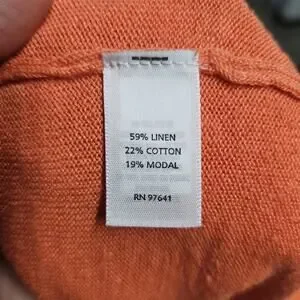 59% LINEN
22% COTTON
19% MODAL
RN 97641